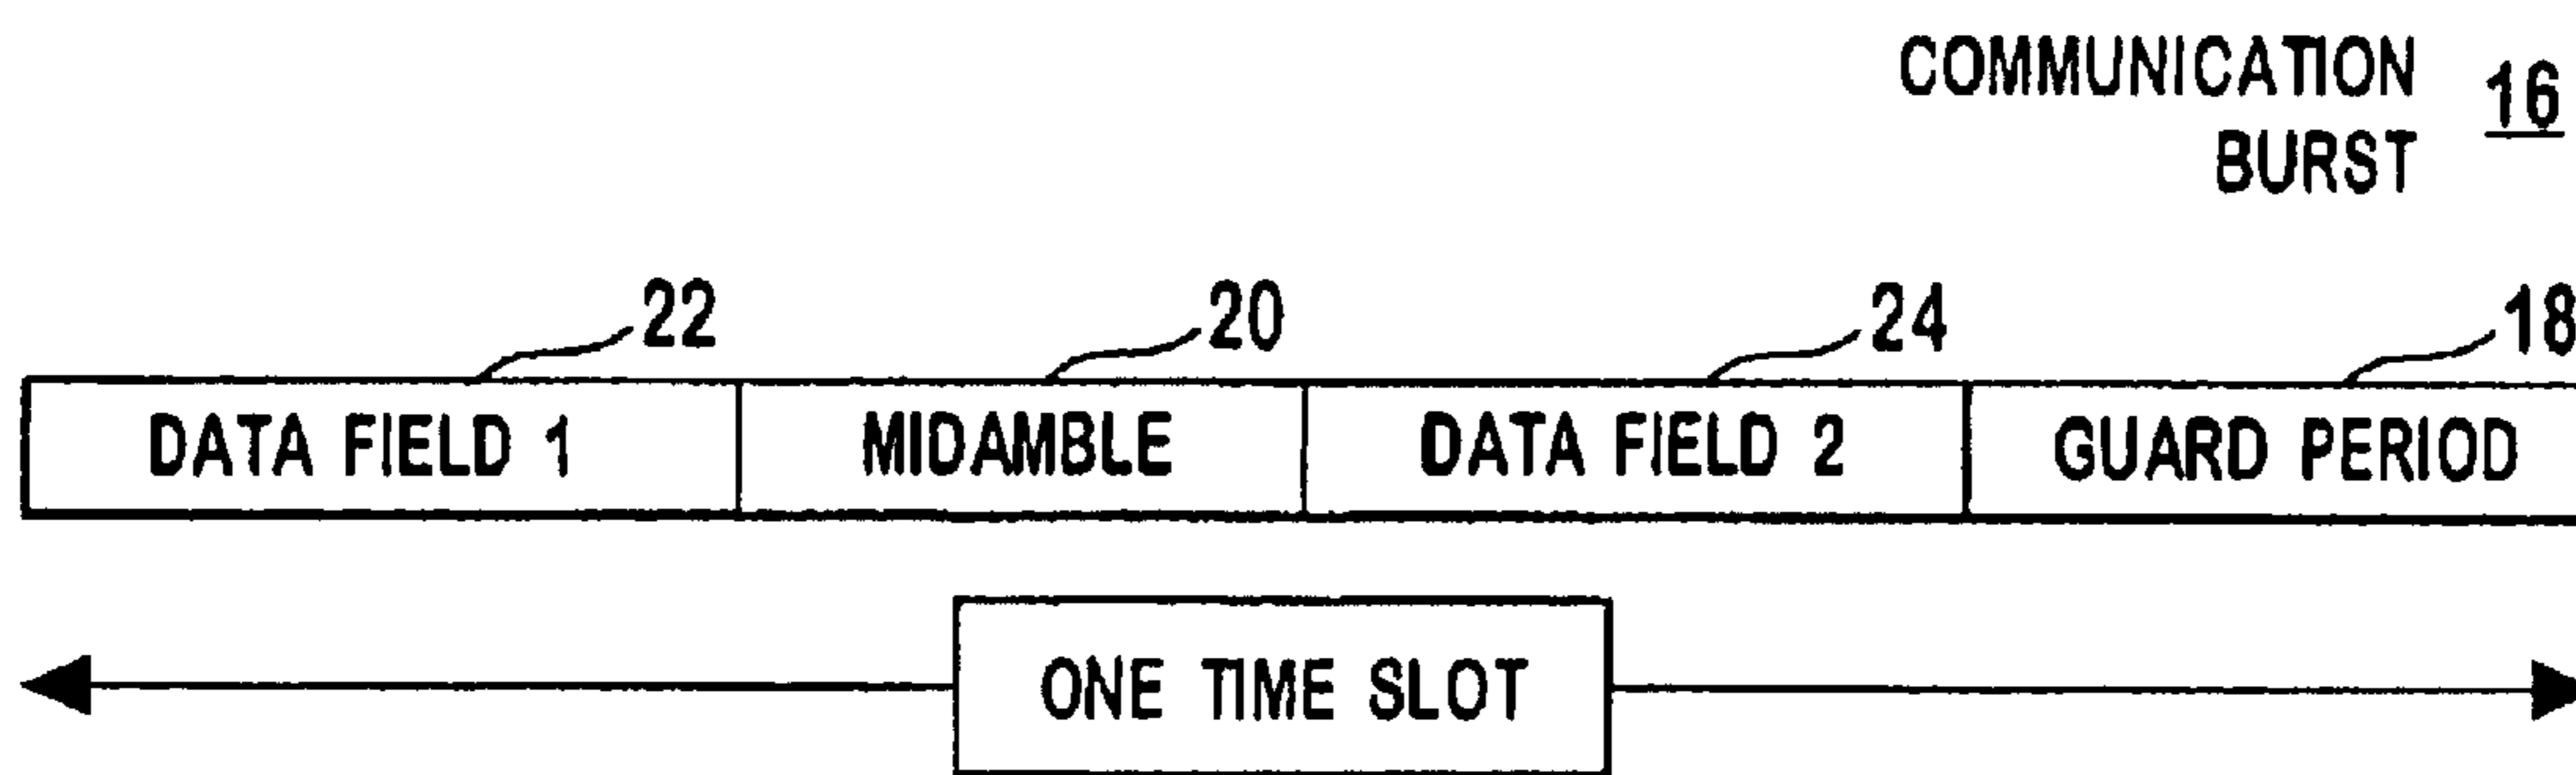 COMMUNICATION 16
BURST
22 20 24 18
DATA FIELD 1 MIDAMBLE DATA FIELD 2 GUARD PERIOD
ONE TIME SLOT